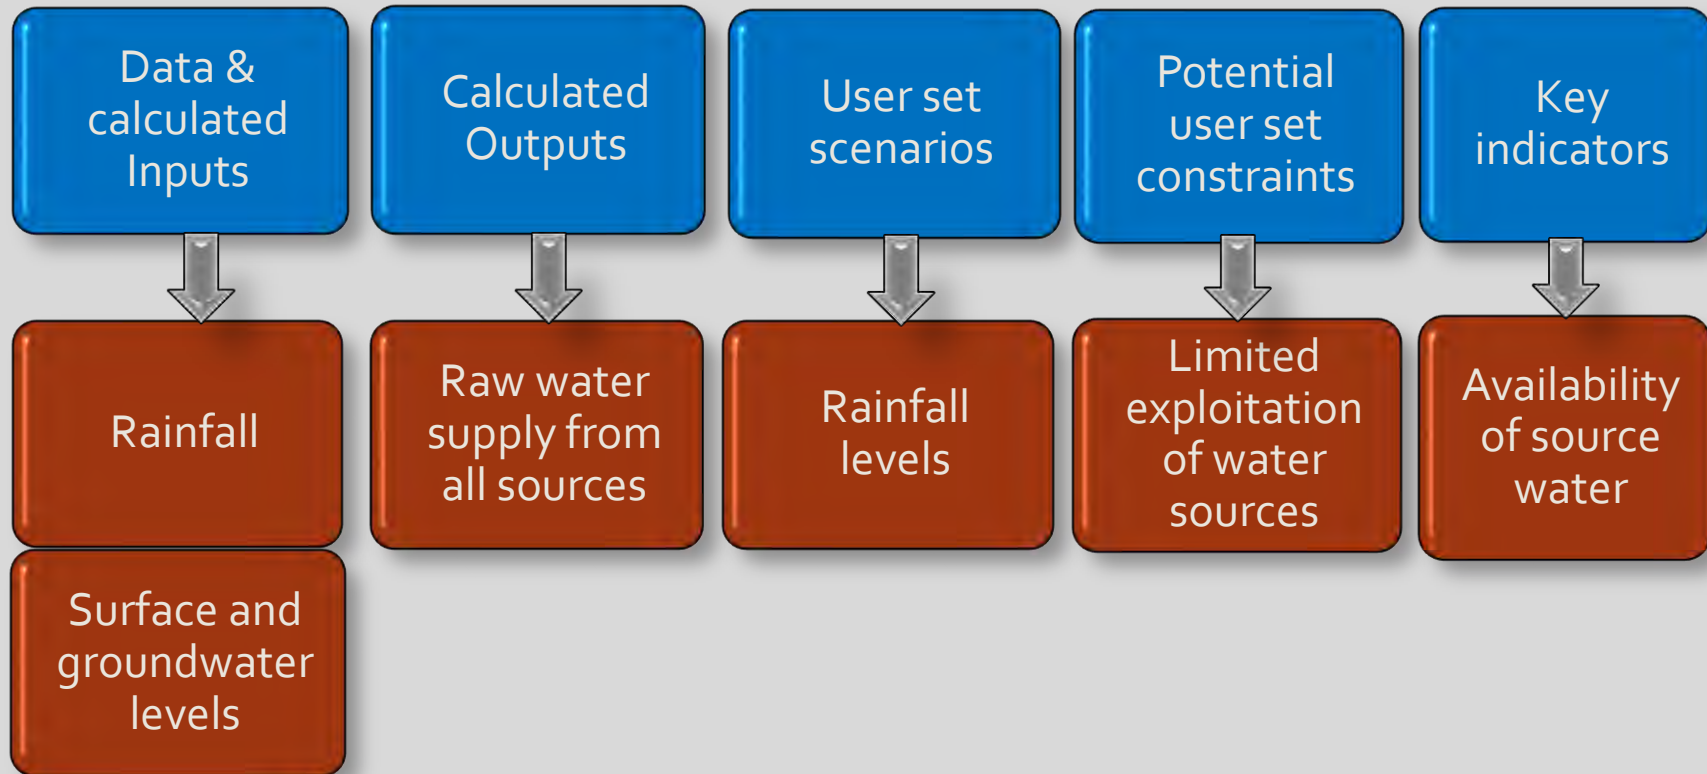 Data &
calculated
Inputs
Calculated
Outputs
User set
scenarios
Potential
user set
constraints
Key
indicators
Rainfall
Raw water
supply from
all sources
Rainfall
levels
Limited
exploitation
of water
sources
Availability
of source
water
Surface and
groundwater
levels